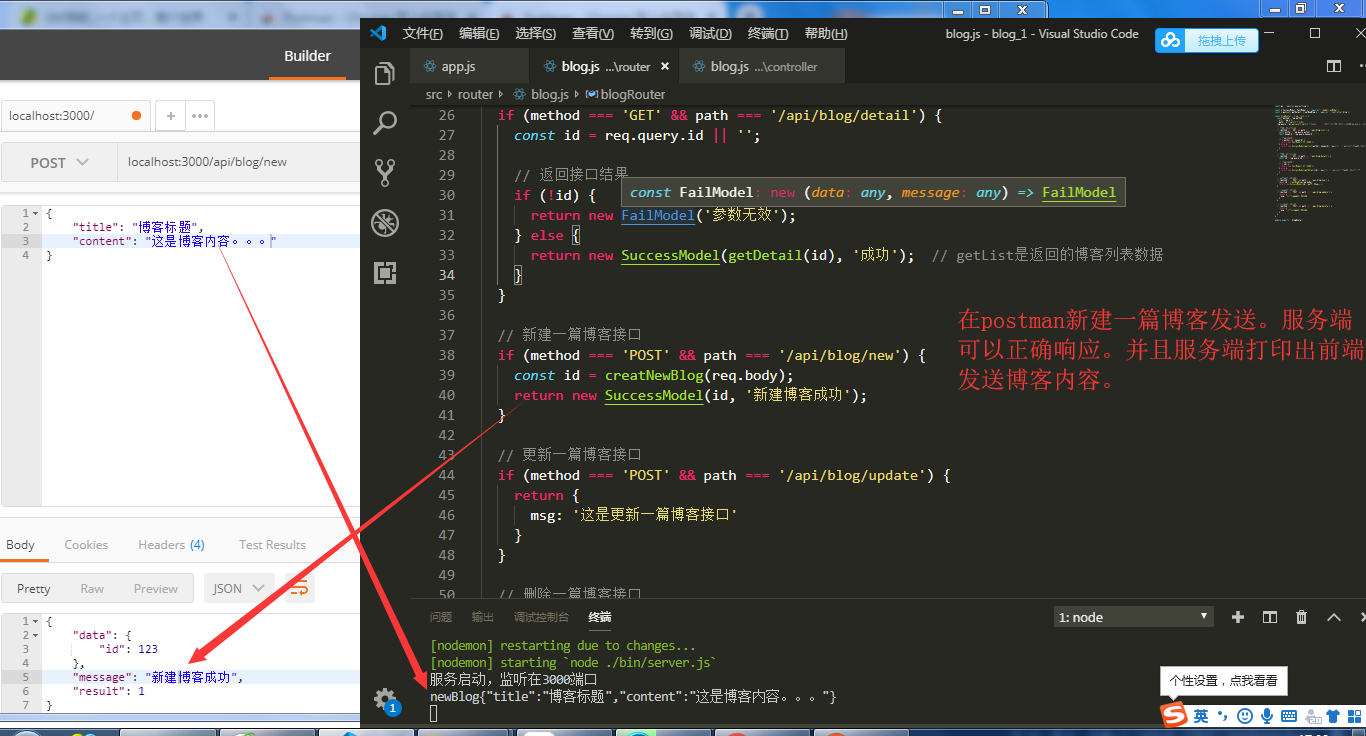 Builder
localhost:3000/
POST
localhost:3000/api/blog/new
1 {
2 "title": "博客标题",
3 "content": "这是博客内容。。。"
4 }
Body
Cookies
Headers (4)
Test Results
Pretty
Raw
Preview
JSON
1 {
2 "data": {
3 "id": 123
4 },
5 "message": "新建博客成功",
6 "result": 1
7 }
文件(F) 编辑(E) 选择(S) 查看(V) 转到(G) 调试(D) 终端(T) 帮助(H)
blog.js - blog_1 - Visual Studio Code
拖拽上传
app.js
blog.js ...\router
blog.js ...\controller
src
router
blog.js
blogRouter
26 if (method === 'GET' && path === '/api/blog/detail') {
27 const id = req.query.id || '';
28
29 // 返回接口结果
const FailModel: new (data: any, message: any) => FailModel
30 if (!id) {
31 return new FailModel('参数无效');
32 } else {
33 return new SuccessModel(getDetail(id), '成功'); // getList是返回的博客列表数据
34 }
35 }
36
37 // 新建一篇博客接口
38 if (method === 'POST' && path === '/api/blog/new') {
39 const id = creatNewBlog(req.body);
40 return new SuccessModel(id, '新建博客成功');
41 }
42
43 // 更新一篇博客接口
44 if (method === 'POST' && path === '/api/blog/update') {
45 return {
46 msg: '这是更新一篇博客接口'
47 }
48 }
49
50 // 删除一篇博客接口
在postman新建一篇博客发送。服务端
可以正确响应。并且服务端打印出前端
发送博客内容。
问题
输出
调试控制台
终端
1: node
[nodemon] restarting due to changes...
[nodemon] starting `node ./bin/server.js`
服务启动，监听在3000端口
newBlog{"title":"博客标题","content":"这是博客内容。。。"}
1
个性设置，点我看看
英